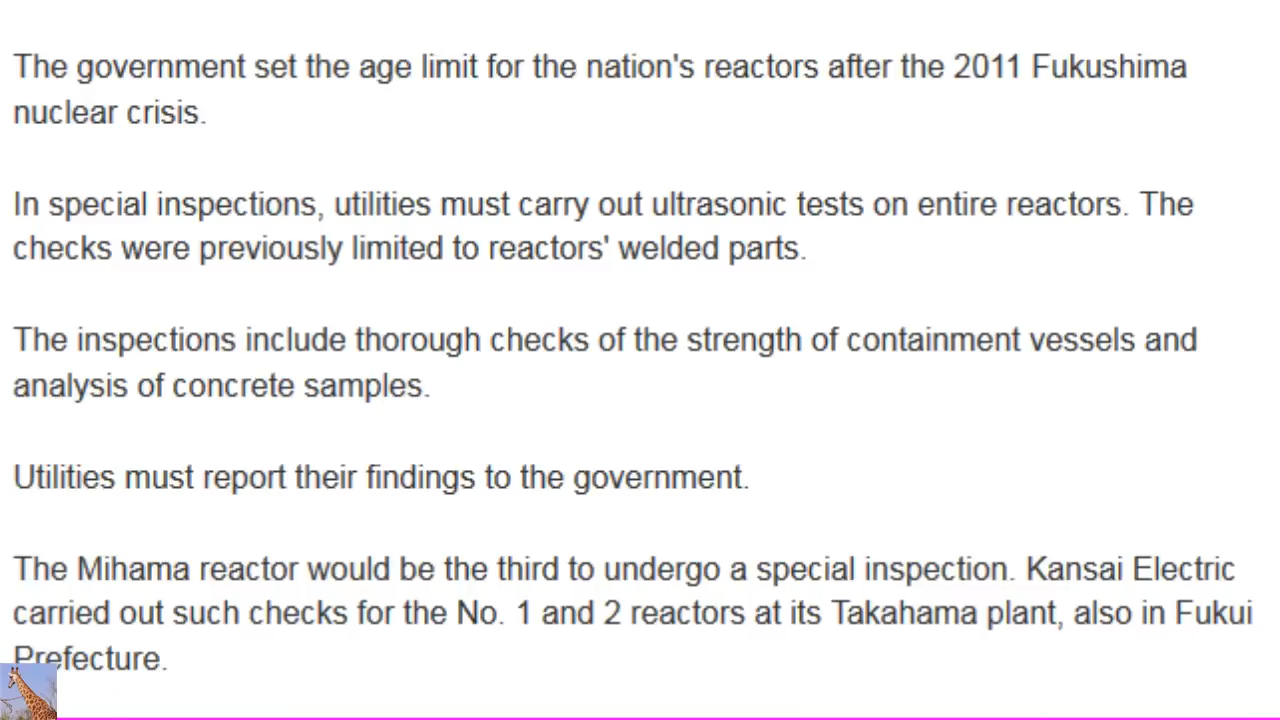 The government set the age limit for the nation's reactors after the 2011 Fukushima
nuclear crisis.
In special inspections, utilities must carry out ultrasonic tests on entire reactors. The
checks were previously limited to reactors' welded parts.
The inspections include thorough checks of the strength of containment vessels and
analysis of concrete samples.
Utilities must report their findings to the government.
The Mihama reactor would be the third to undergo a special inspection. Kansai Electric
carried out such checks for the No. 1 and 2 reactors at its Takahama plant, also in Fukui
Prefecture.